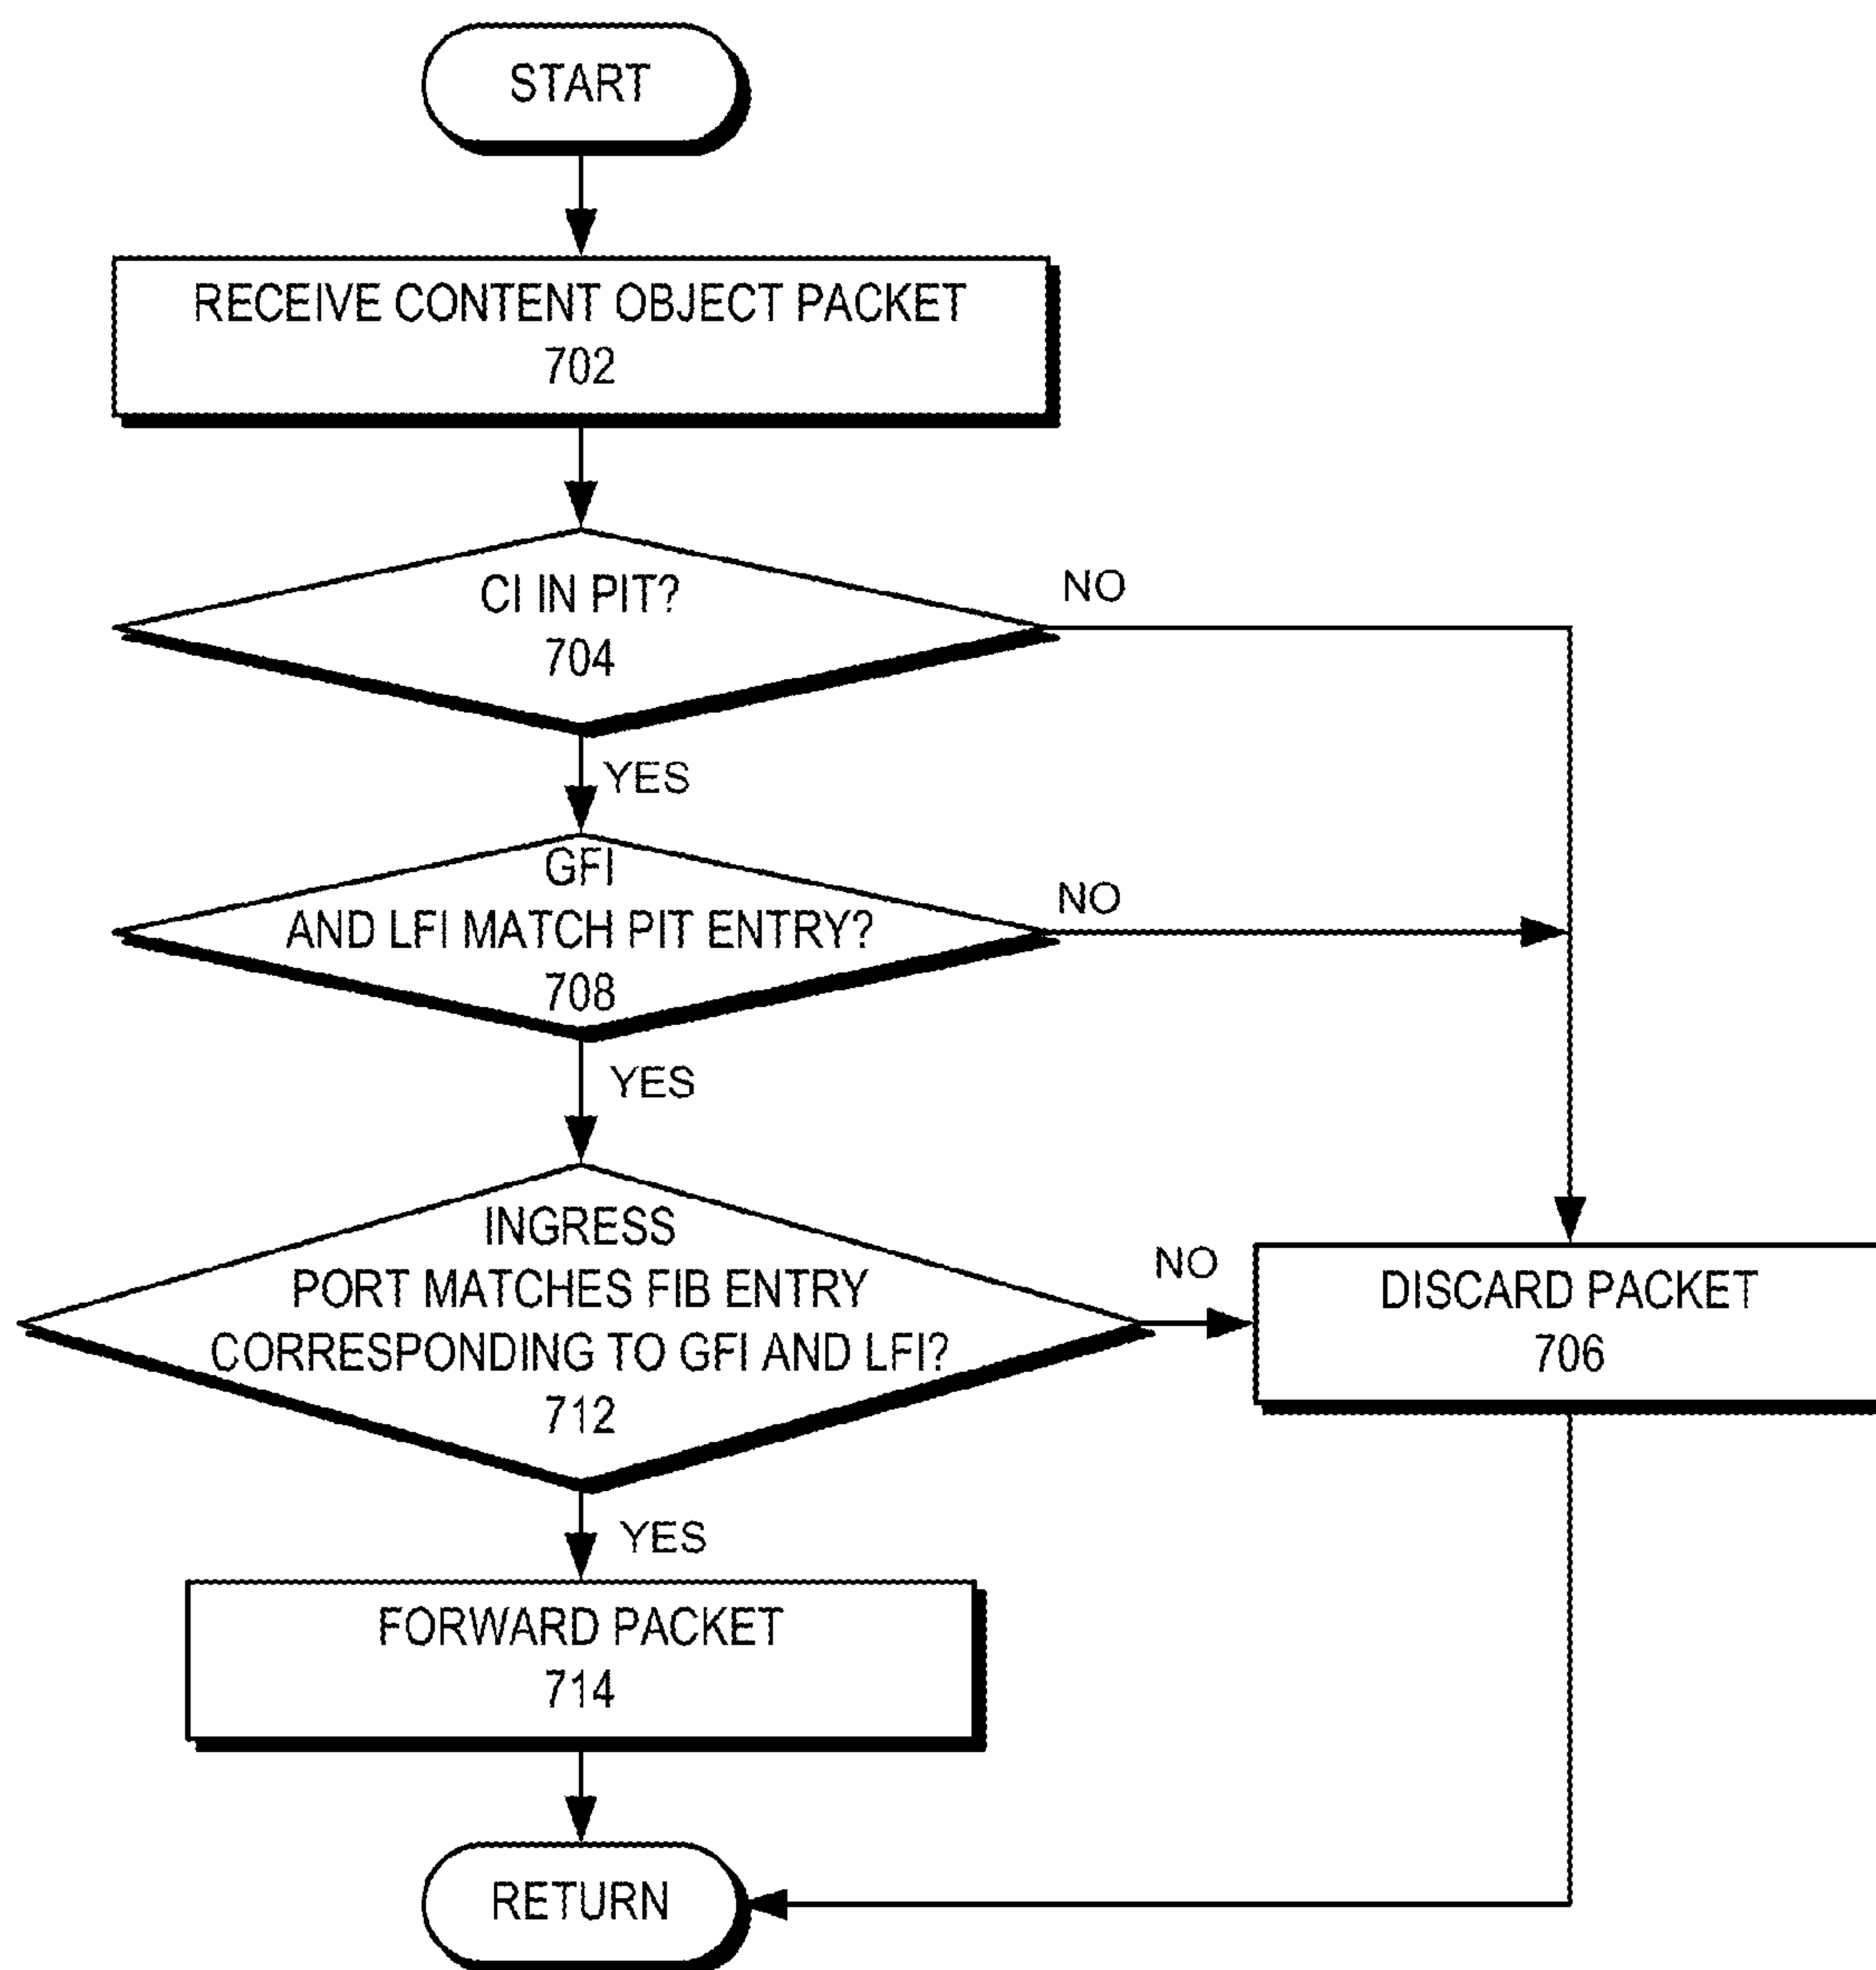 START
RECEIVE CONTENT OBJECT PACKET
702
CI IN PIT?
704
NO
YES
GFI
AND LFI MATCH PIT ENTRY?
708
NO
YES
INGRESS
PORT MATCHES FIB ENTRY
CORRESPONDING TO GFI AND LFI?
712
NO
DISCARD PACKET
706
YES
FORWARD PACKET
714
RETURN